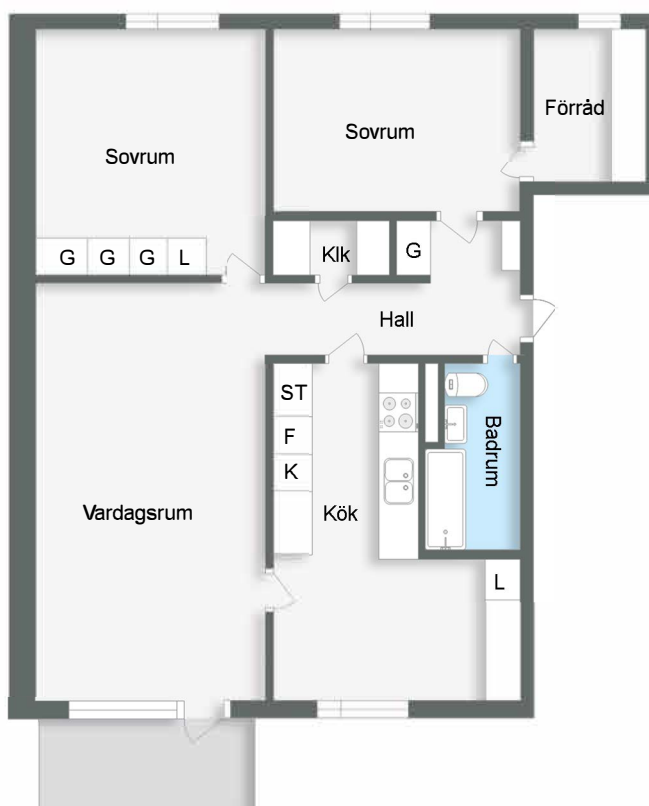 Förråd
Sovrum
Sovrum
G
G
G
L
Klk
G
Hall
ST
F
K
Badrum
Vardagsrum
Kök
L